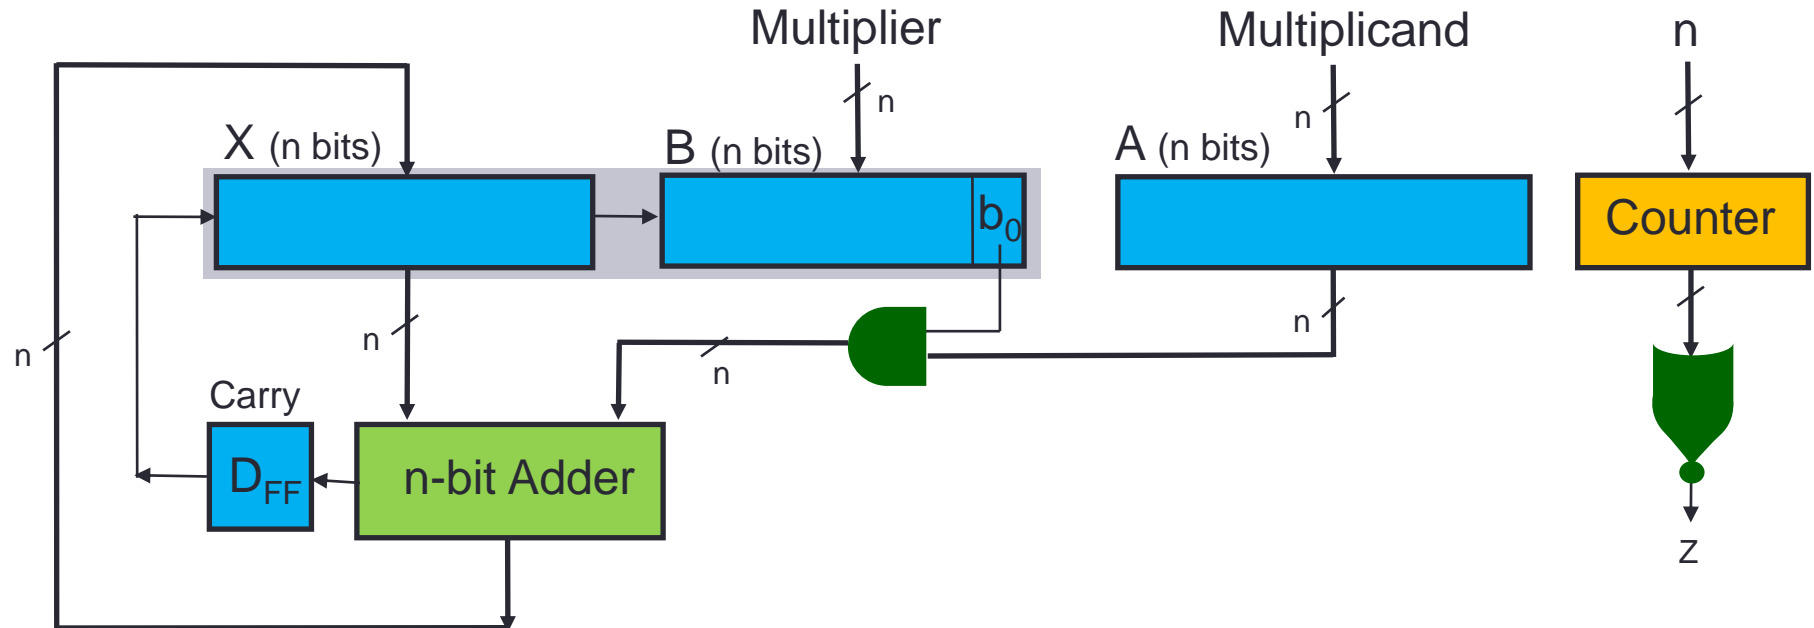 Multiplier
Multiplicand
n
n
n
X (n bits)
B (n bits)
A (n bits)
b0
Counter
n
n
n
n
Carry
DFF
n-bit Adder
z